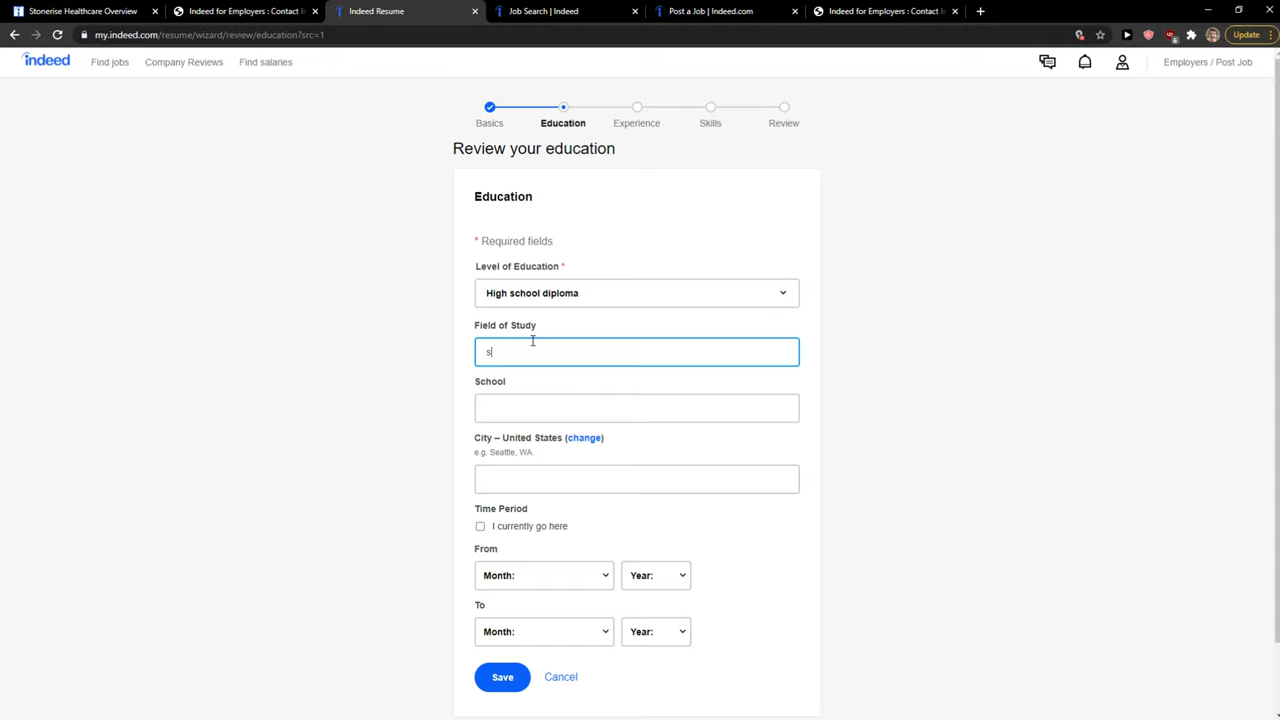 Stonerise Healthcare Overview
Indeed for Employers : Contact I
Indeed Resume
Job Search | Indeed
Post a Job | Indeed.com
Indeed for Employers : Contact I
my.indeed.com/resume/wizard/review/education?src=1
Update
indeed
Find jobs
Company Reviews
Find salaries
Employers / Post Job
Basics
Education
Experience
Skills
Review
Review your education
Education
* Required fields
Level of Education *
High school diploma
Field of Study
s
School
City – United States (change)
e.g. Seattle, WA.
Time Period
I currently go here
From
Month:
Year:
To
Month:
Year:
Save
Cancel